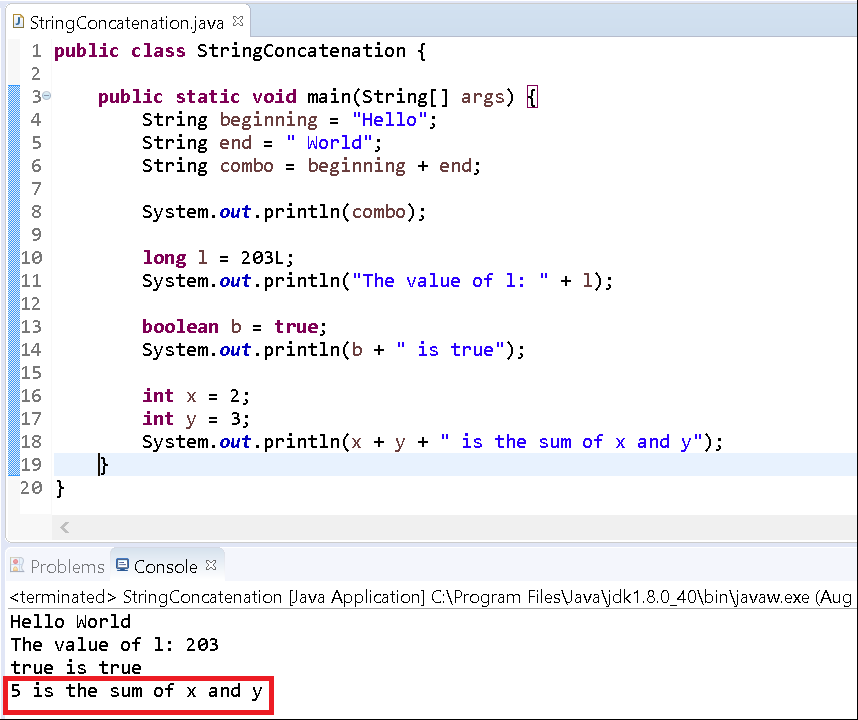 StringConcatenation.java
1 public class StringConcatenation {
2
3 public static void main(String[] args) {
4 String beginning = "Hello";
5 String end = " World";
6 String combo = beginning + end;
7
8 System.out.println(combo);
9
10 long l = 203L;
11 System.out.println("The value of l: " + l);
12
13 boolean b = true;
14 System.out.println(b + " is true");
15
16 int x = 2;
17 int y = 3;
18 System.out.println(x + y + " is the sum of x and y");
19 }
20 }
Problems Console
<terminated> StringConcatenation [Java Application] C:\Program Files\Java\jdk1.8.0_40\bin\javaw.exe (Aug
Hello World
The value of l: 203
true is true
5 is the sum of x and y